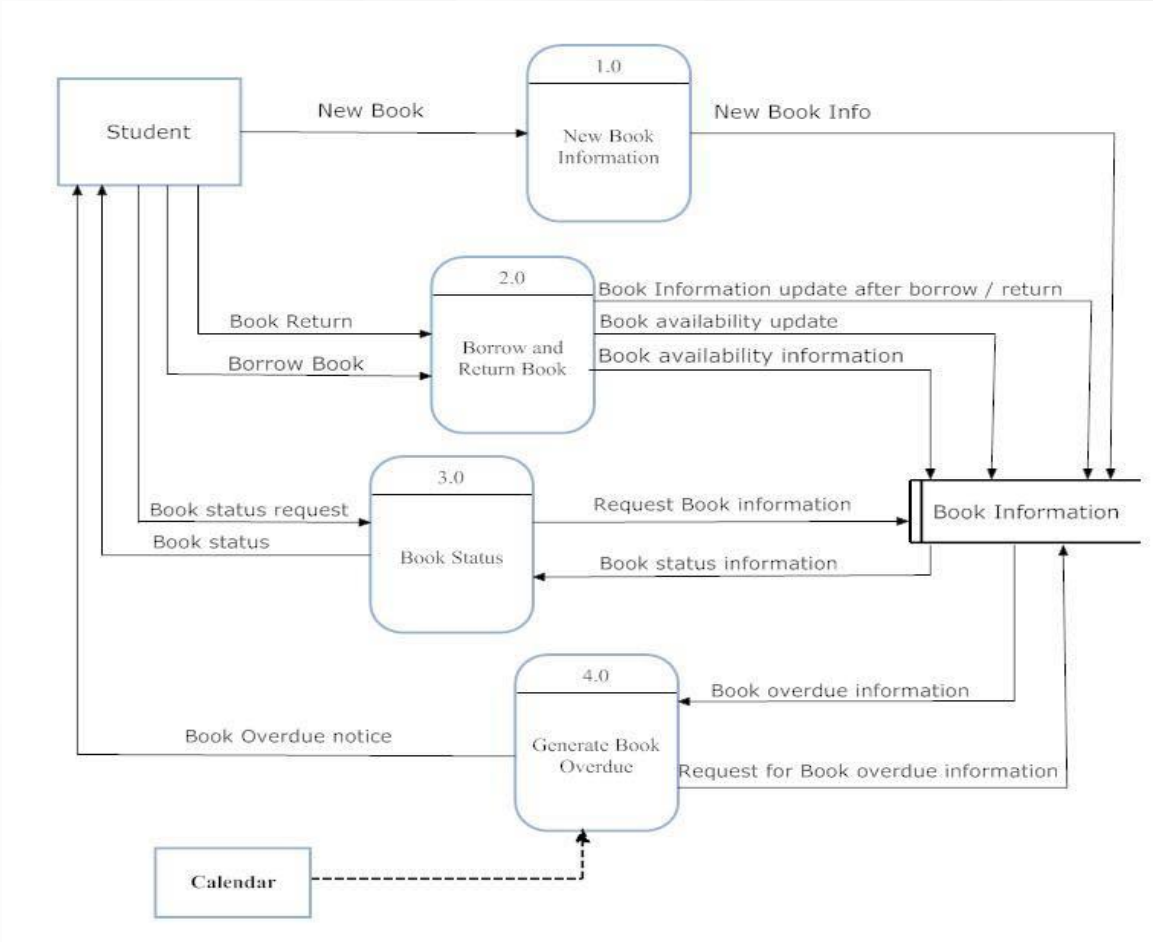 1.0
Student
New Book
New Book
Information
New Book Info
2.0
Borrow and
Return Book
Book Information update after borrow / return
Book availability update
Book availability information
Book Return
Borrow Book
3.0
Book Status
Book status request
Book status
Request Book information
Book status information
Book Information
4.0
Generate Book
Overdue
Book overdue information
Request for Book overdue information
Book Overdue notice
Calendar